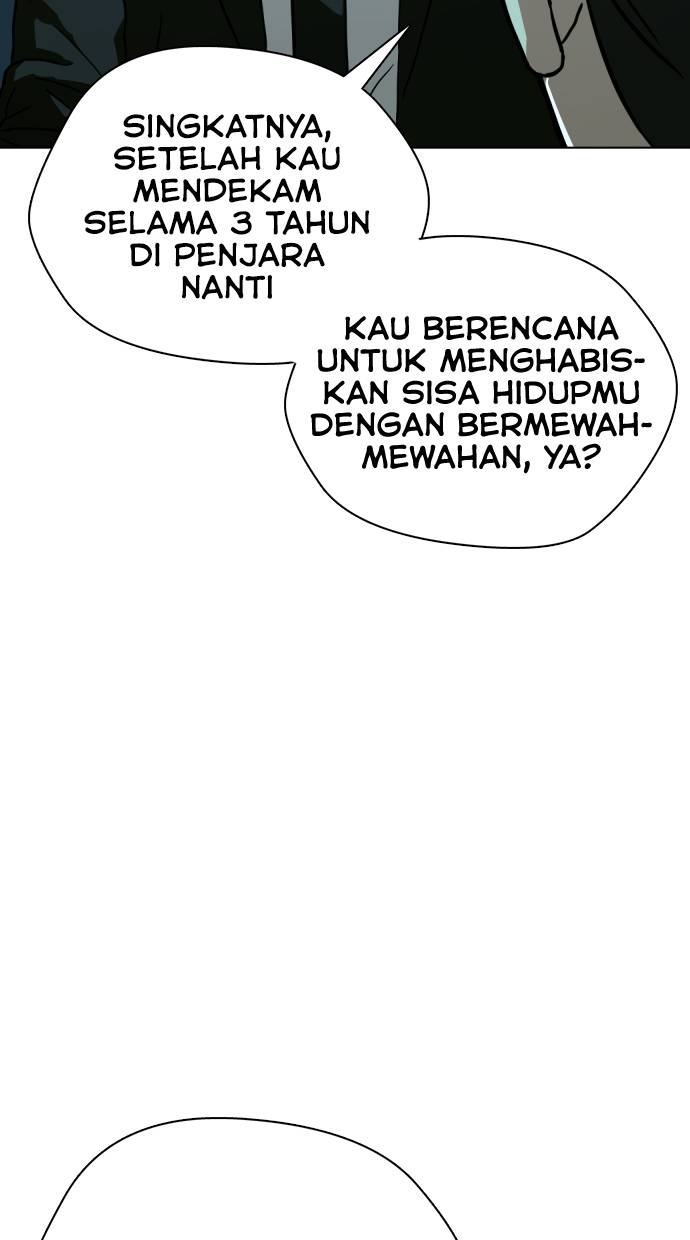 SINGKATNYA,
SETELAH KAU
MENDEKAM
SELAMA 3 TAHUN
DI PENJARA
NANTI
KAU BERENCANA
UNTUK MENGHABIS-
KAN SISA HIDUPMU
DENGAN BERMEWAH-
MEWAHAN, YA?